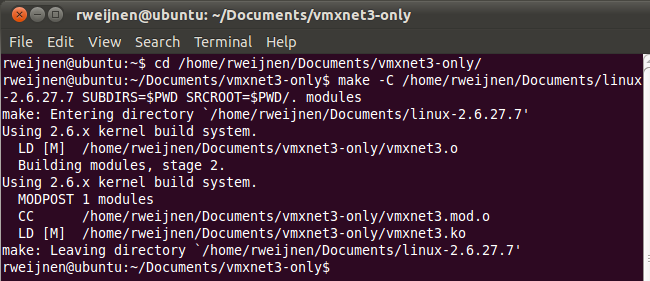 rweijnen@ubuntu: ~/Documents/vmxnet3-only
File Edit View Search Terminal Help
rweijnen@ubuntu:~$ cd /home/rweijnen/Documents/vmxnet3-only/
rweijnen@ubuntu:~/Documents/vmxnet3-only$ make -C /home/rweijnen/Documents/linux
-2.6.27.7 SUBDIRS=$PWD SRCROOT=$PWD/. modules
make: Entering directory `/home/rweijnen/Documents/linux-2.6.27.7'
Using 2.6.x kernel build system.
  LD [M]  /home/rweijnen/Documents/vmxnet3-only/vmxnet3.o
  Building modules, stage 2.
Using 2.6.x kernel build system.
  MODPOST 1 modules
  CC      /home/rweijnen/Documents/vmxnet3-only/vmxnet3.mod.o
  LD [M]  /home/rweijnen/Documents/vmxnet3-only/vmxnet3.ko
make: Leaving directory `/home/rweijnen/Documents/linux-2.6.27.7'
rweijnen@ubuntu:~/Documents/vmxnet3-only$